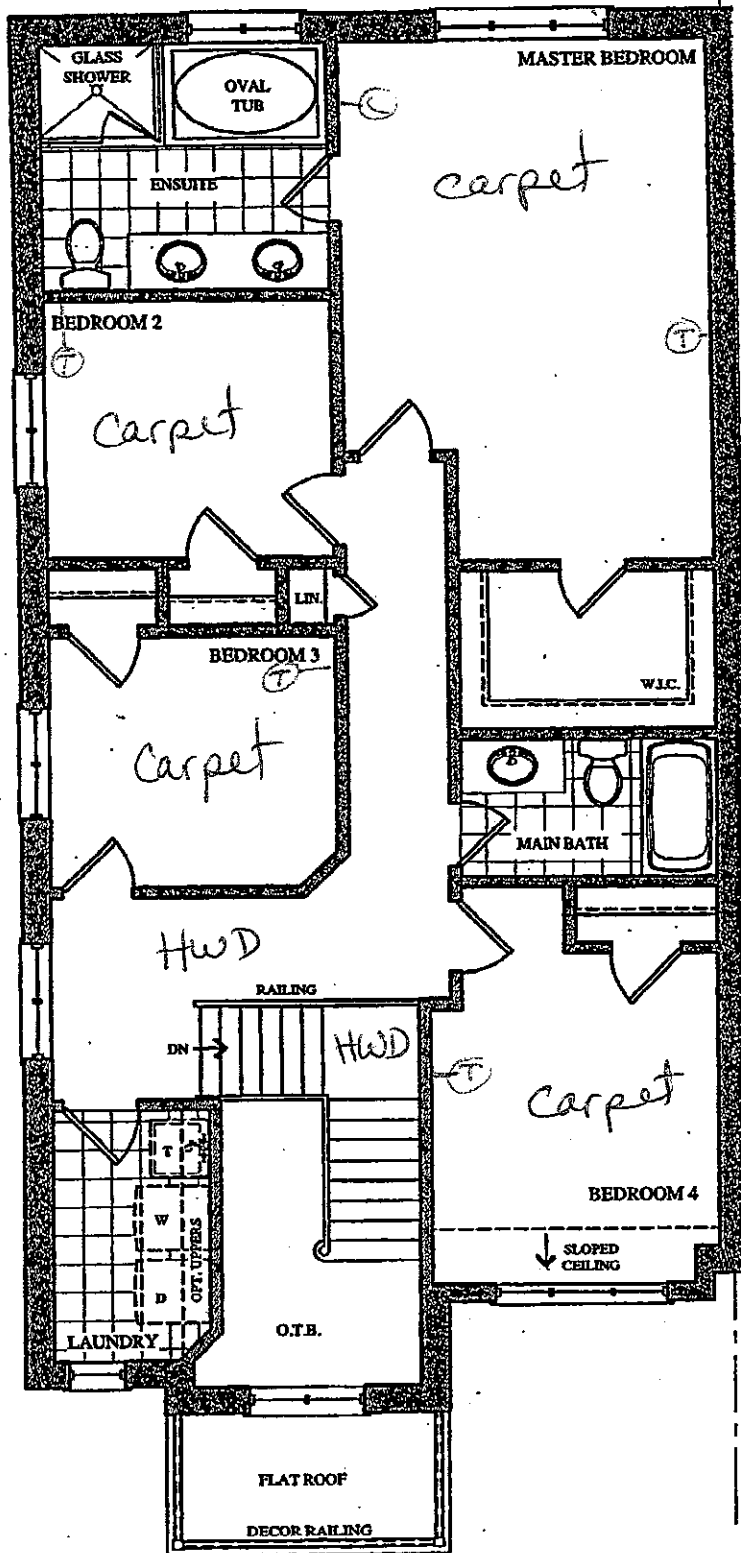 GLASS
SHOWER
OVAL
TUB
MASTER BEDROOM
C
carpet
ENSUITE
BEDROOM 2
T
T
Carpet
LIN.
BEDROOM 3
T
W.I.C.
Carpet
MAIN BATH
HWD
RAILING
DN
HWD
T
Carpet
T
W
D
OPT. UPPERS
BEDROOM 4
SLOPED
CEILING
LAUNDRY
O.T.B.
FLAT ROOF
DECOR RAILING